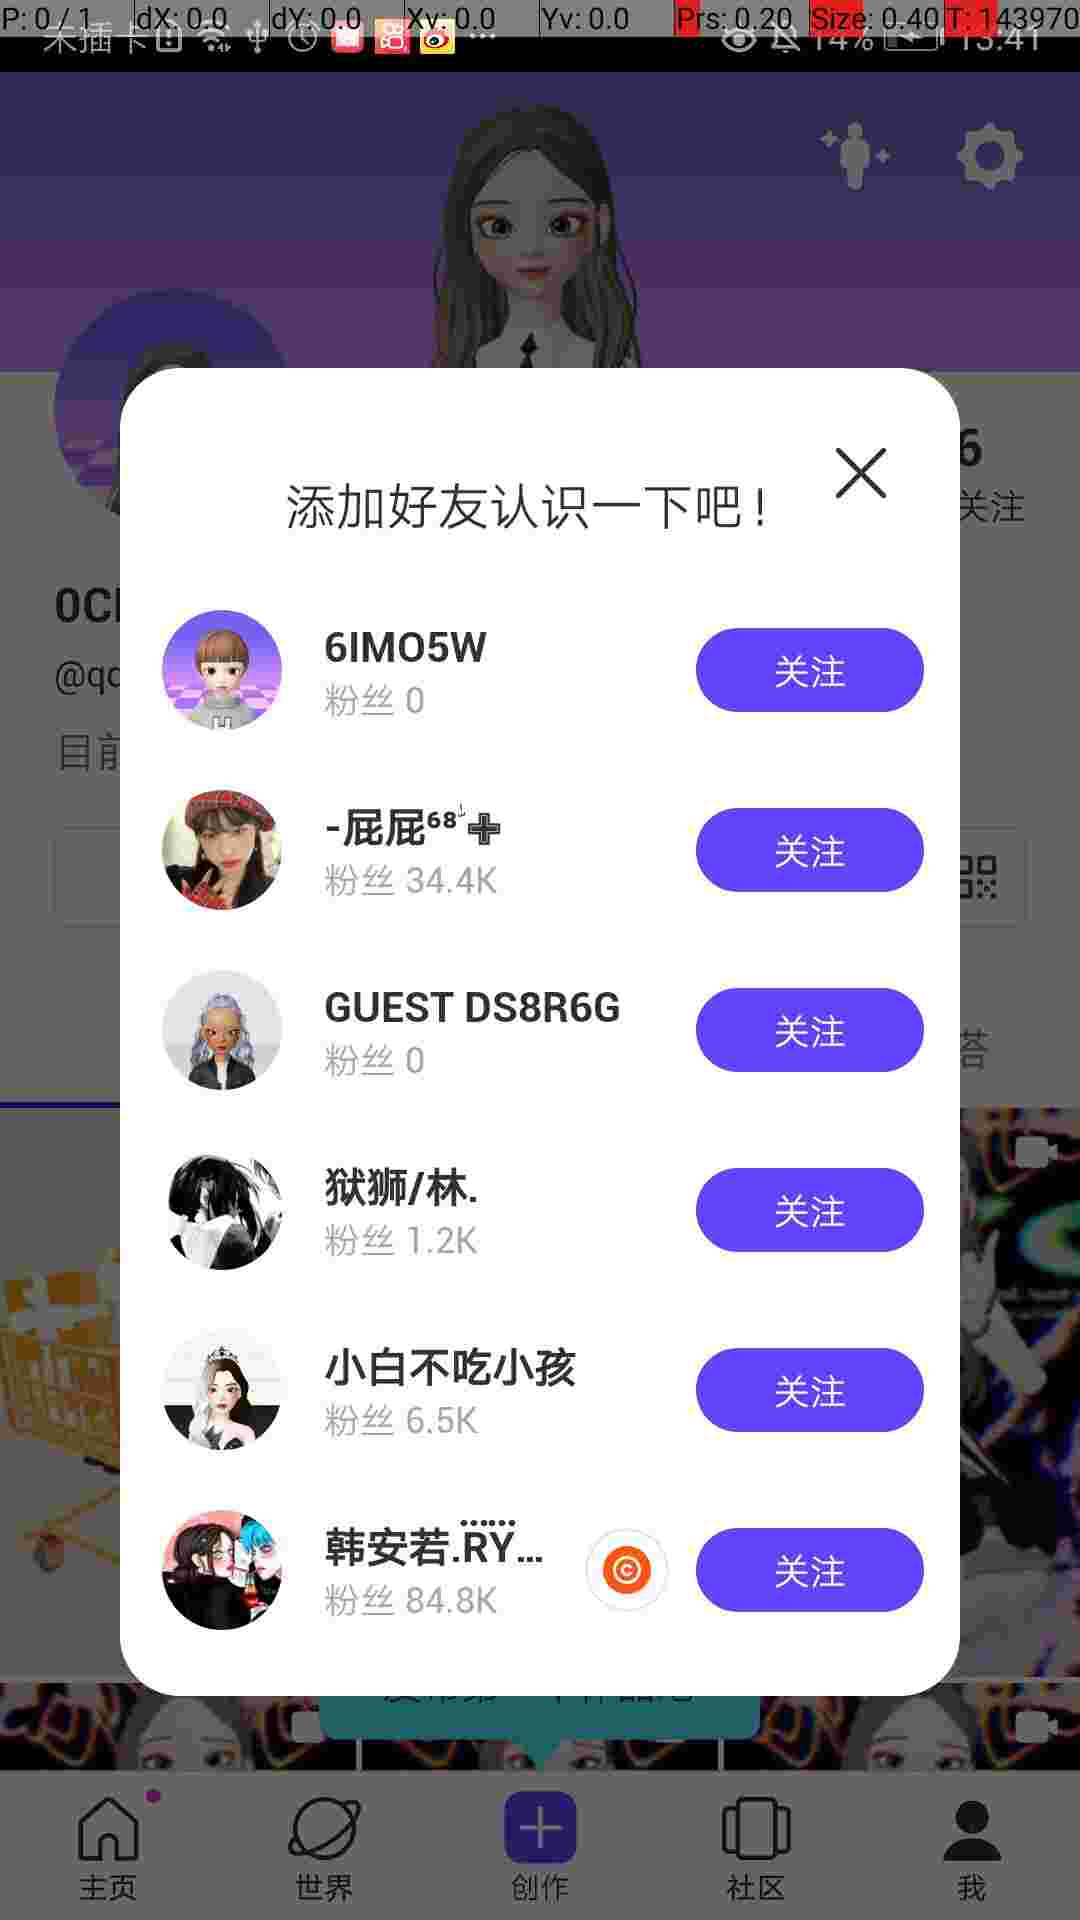 P: 0 / 1
dX: 0.0
dY: 0.0
Xv: 0.0
Yv: 0.0
Prs: 0.20
Size: 0.40
T: 143970
未插卡
14%
13:41
6
关注
添加好友认识一下吧!
6IMO5W
粉丝 0
关注
-屁屁⁶⁸
粉丝 34.4K
关注
GUEST DS8R6G
粉丝 0
关注
狱狮/林.
粉丝 1.2K
关注
小白不吃小孩
粉丝 6.5K
关注
韩安若.RY...
粉丝 84.8K
关注
@qc
目前
主页
世界
创作
社区
我